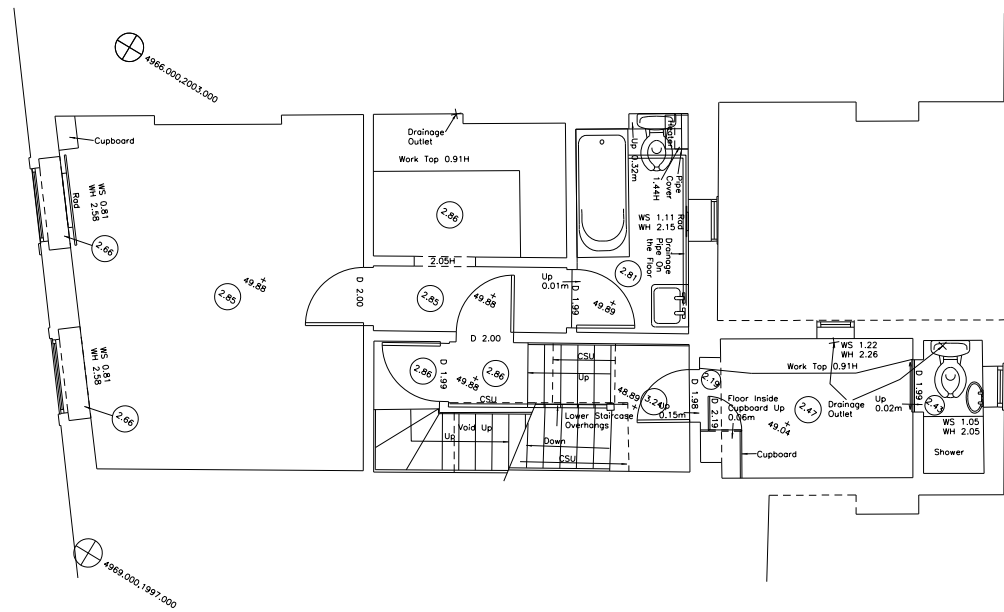 4966.000,2003.000
Cupboard
Rad
WS 0.81
WH 2.58
2.66
2.85
49.88
D 2.00
WS 0.81
WH 2.58
2.66
4969.000,1997.000
Drainage
Outlet
Work Top 0.91H
2.86
2.05H
2.85
49.88
Up
0.01m
D 1.99
49.89
2.81
Heater
Up 0.32m
Pipe
Cover
1.44H
WS 1.11
WH 2.15
Rad
Drainage
Pipe On
the Floor
D 2.00
2.86
D 1.99
49.88
2.86
CSU
CSU
Up
Void Up
Up
Lower Staircase
Overhangs
Down
CSU
48.89
3.24
Up
0.15m
D 1.98
2.19
D 2.19
Floor Inside
Cupboard Up
0.06m
Cupboard
WS 1.22
WH 2.26
Work Top 0.91H
2.47
49.04
Drainage
Outlet
Up
0.02m
D 1.99
2.43
WS 1.05
WH 2.05
Shower